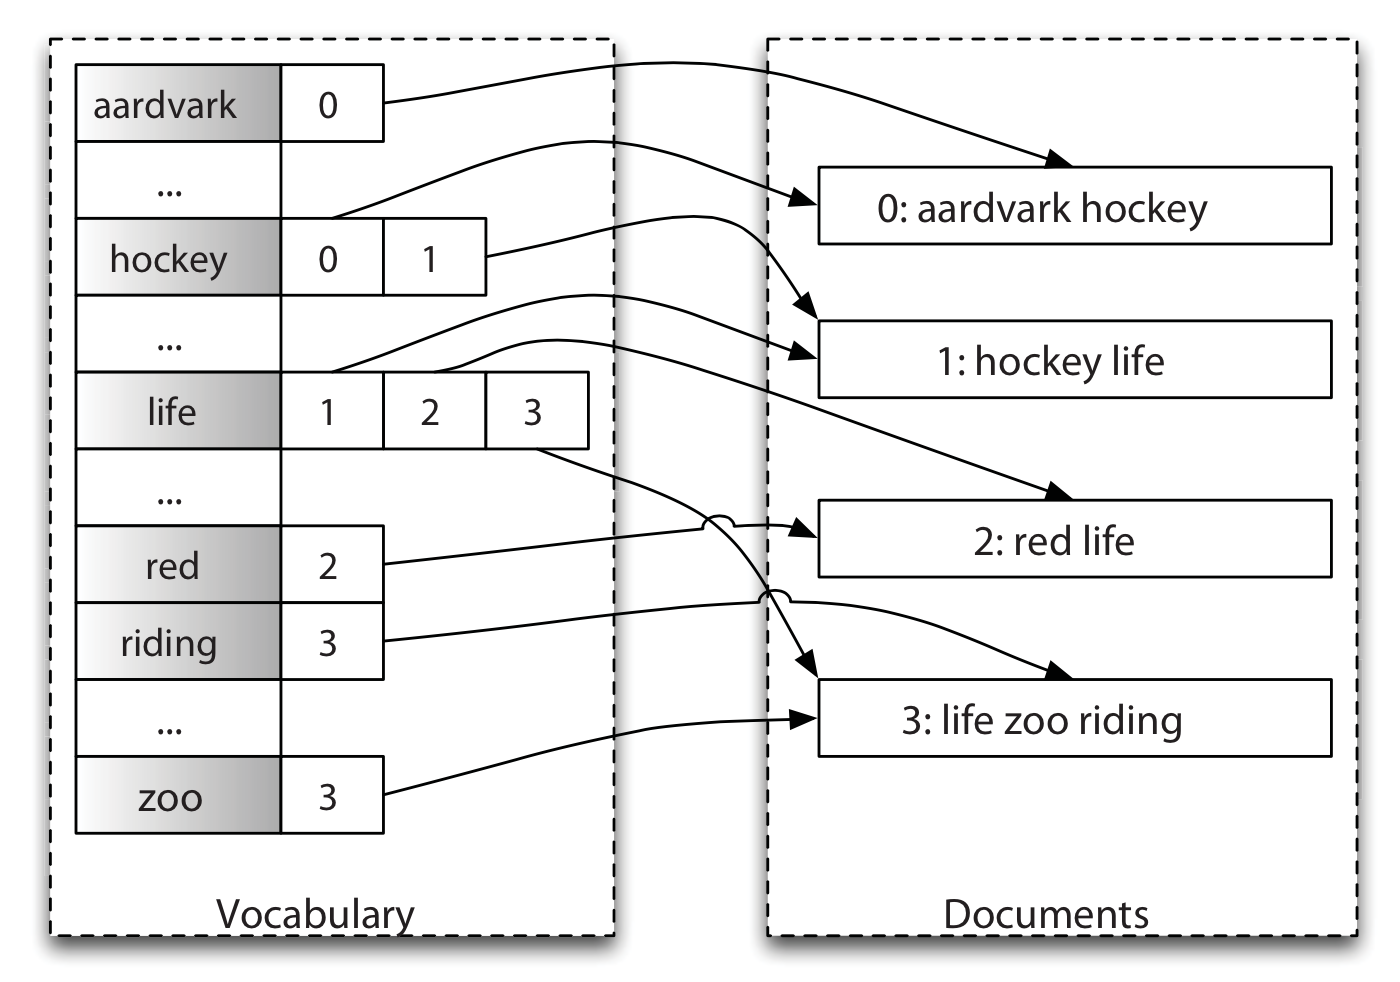 aardvark 0
...
hockey 0 1
...
life 1 2 3
...
red 2
riding 3
...
zoo 3
Vocabulary
0: aardvark hockey
1: hockey life
2: red life
3: life zoo riding
Documents